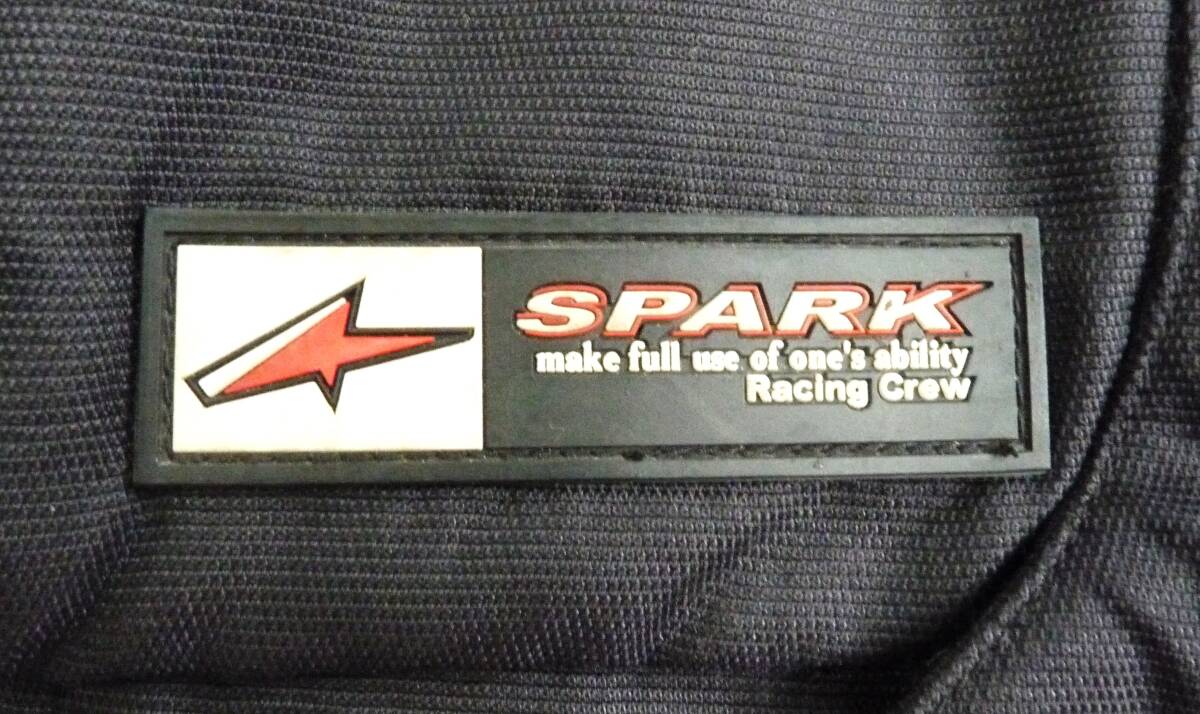 SPARK
make full use of one's ability
Racing Crew